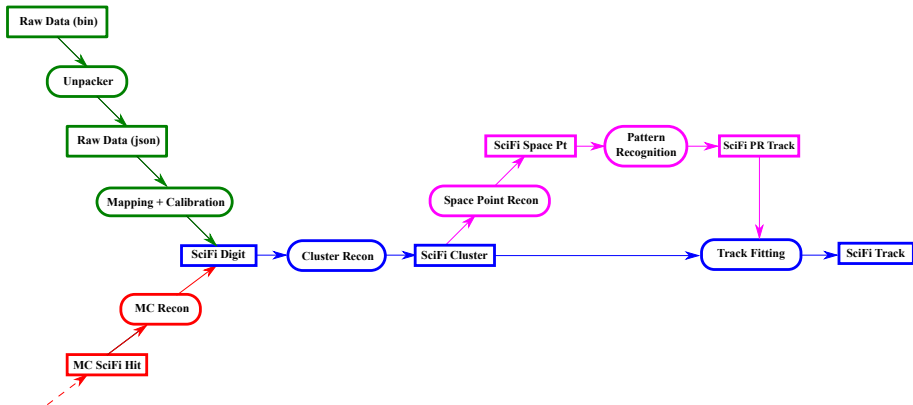 Raw Data (bin)
Unpacker
Raw Data (json)
Mapping + Calibration
SciFi Digit
MC Recon
MC SciFi Hit
Cluster Recon
SciFi Cluster
Space Point Recon
SciFi Space Pt
Pattern
Recognition
SciFi PR Track
Track Fitting
SciFi Track